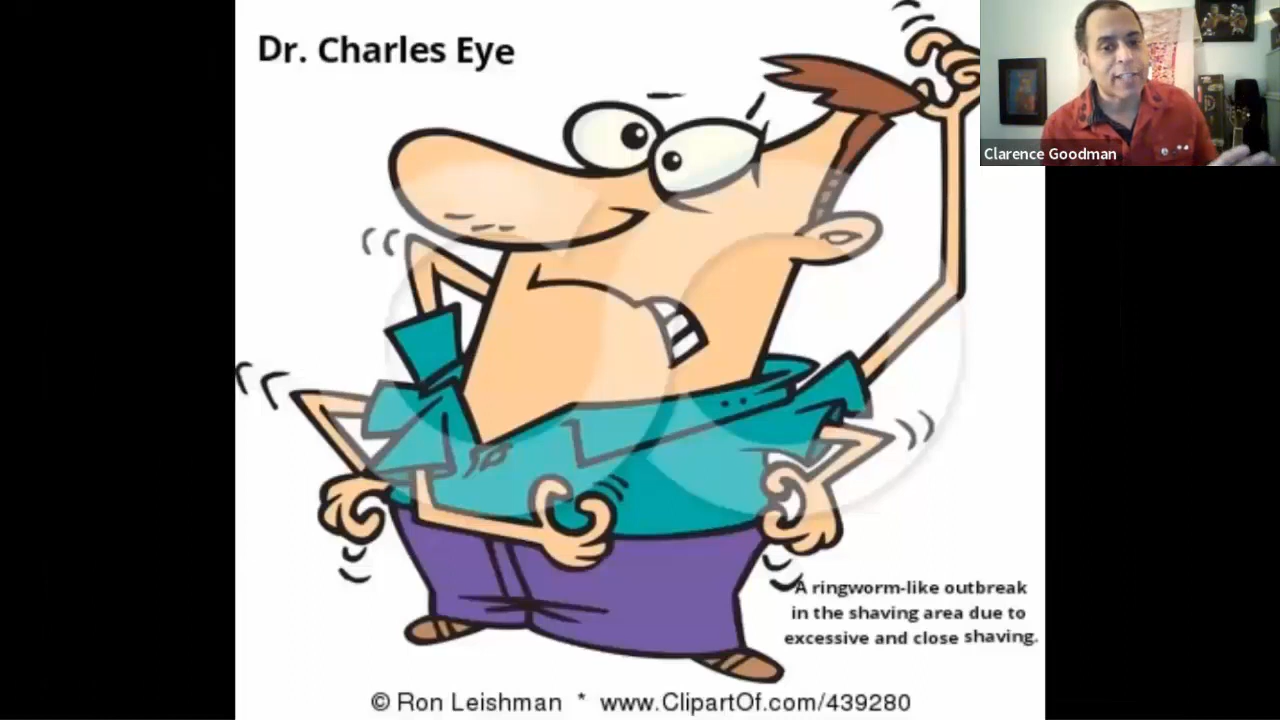 Dr. Charles Eye
Clarence Goodman
A ringworm-like outbreak
in the shaving area due to
excessive and close shaving.
© Ron Leishman * www.ClipartOf.com/439280